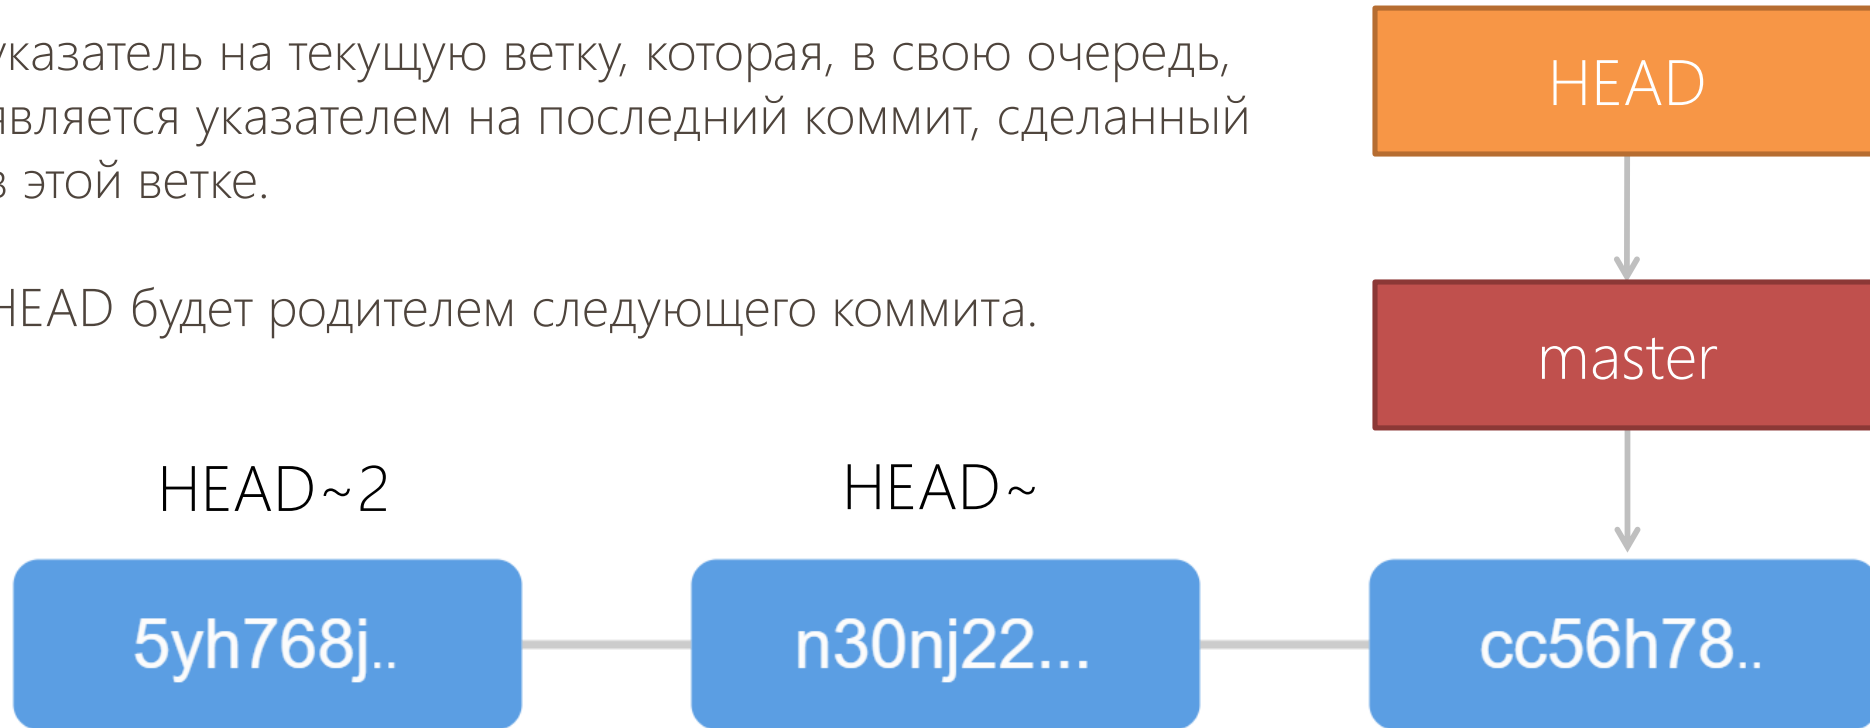 указатель на текущую ветку, которая, в свою очередь,
является указателем на последний коммит, сделанный
в этой ветке.
HEAD будет родителем следующего коммита.
HEAD
master
HEAD~2
HEAD~
5yh768j..
n30nj22...
cc56h78..